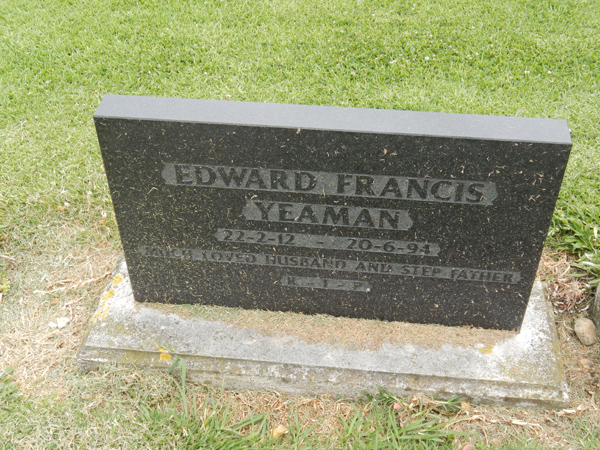 EDWARD FRANCIS
YEAMAN
22-2-12 - 20-6-94
MUCH LOVED HUSBAND AND STEP FATHER
R - I - P